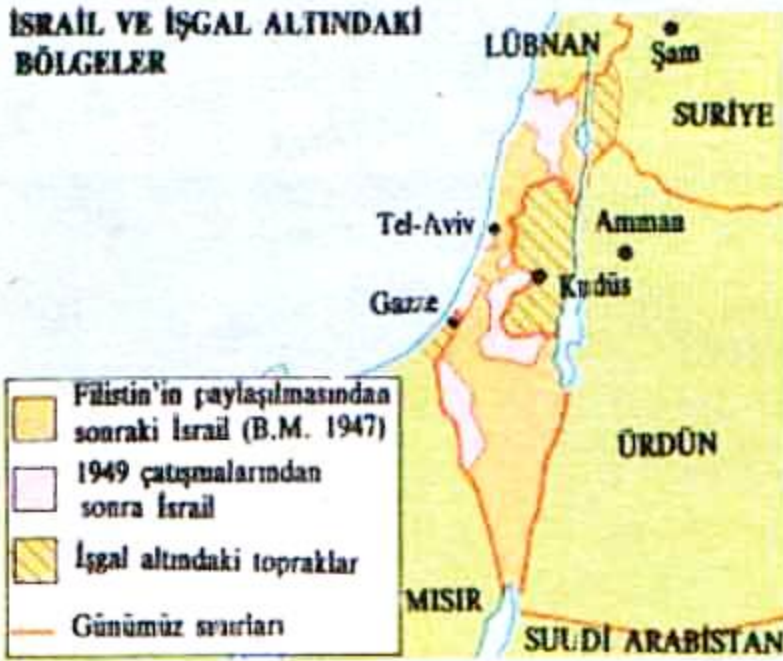 İSRAİL VE İŞGAL ALTINDAKİ
BÖLGELER
LÜBNAN
Şam
SURİYE
Tel-Aviv
Amman
Kudüs
Gazze
Filistin'in paylaşılmasından
sonraki İsrail (B.M. 1947)
1949 çatışmalarından
sonra İsrail
İşgal altındaki topraklar
Günümüz sınırları
ÜRDÜN
MISIR
SUUDİ ARABİSTAN